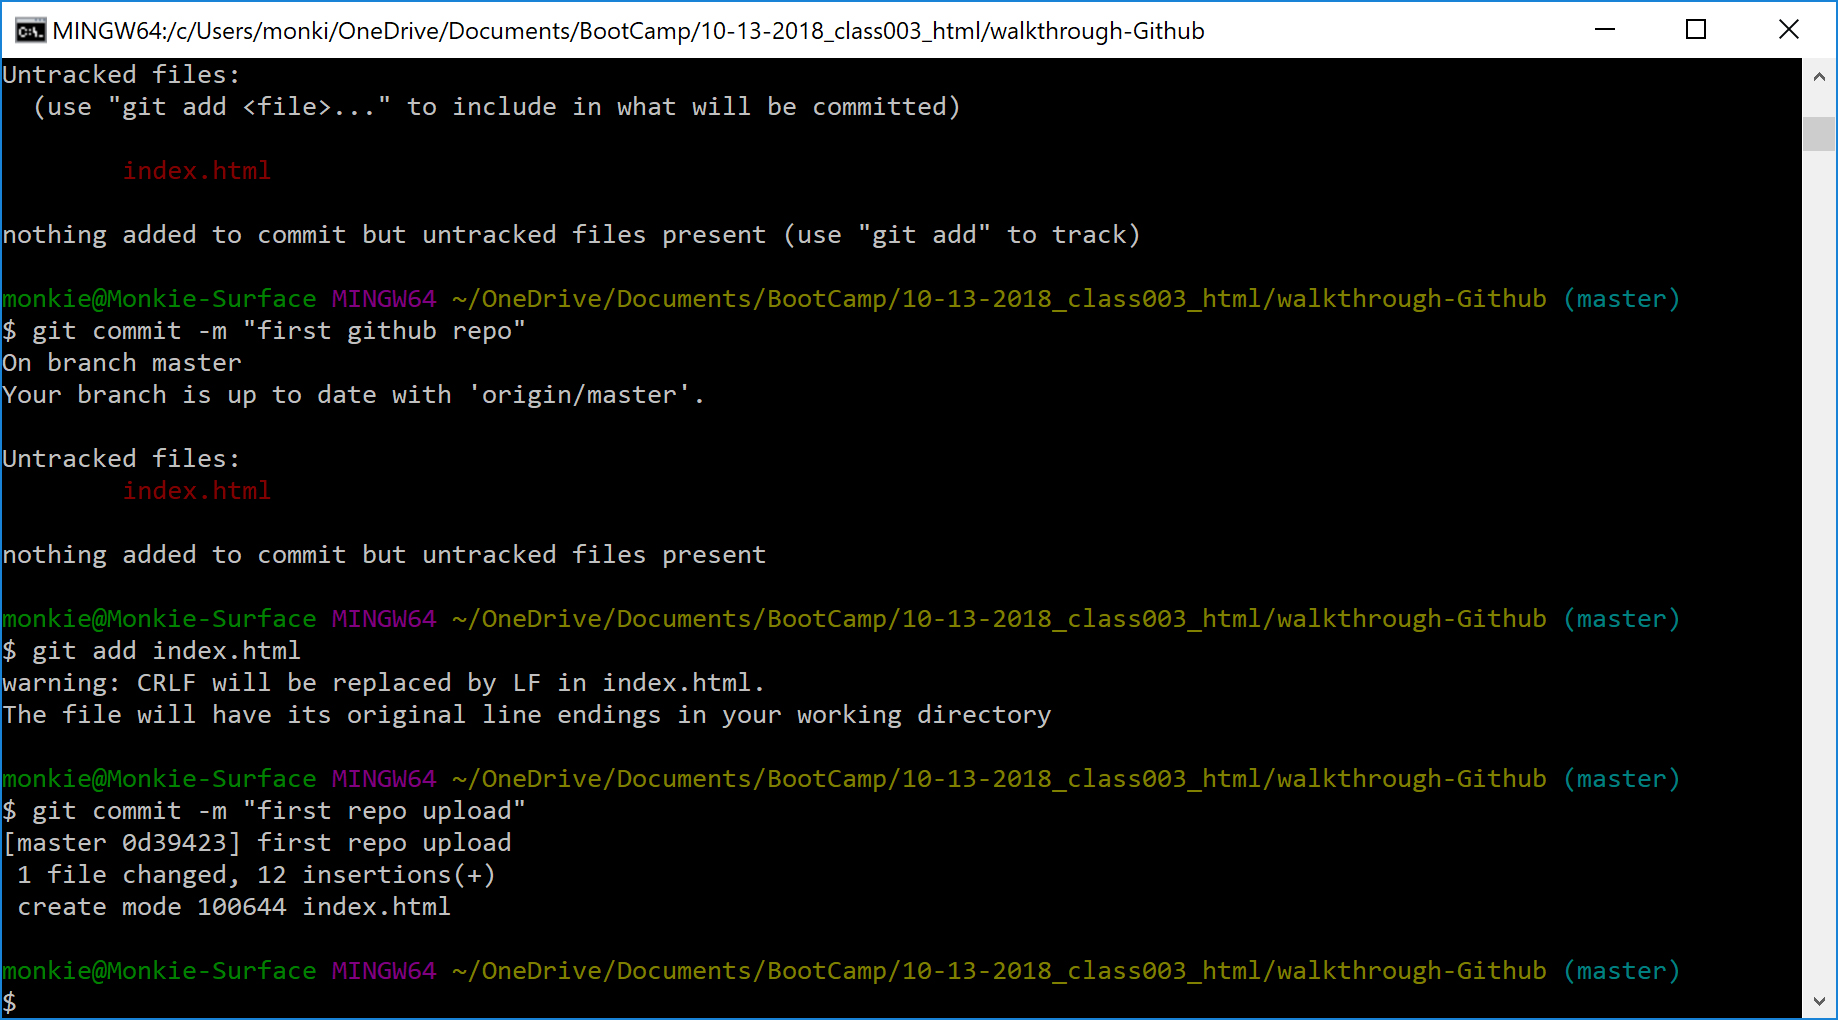 MINGW64:/c/Users/monki/OneDrive/Documents/BootCamp/10-13-2018_class003_html/walkthrough-Github
Untracked files:
  (use "git add <file>..." to include in what will be committed)

        index.html

nothing added to commit but untracked files present (use "git add" to track)

monkie@Monkie-Surface MINGW64 ~/OneDrive/Documents/BootCamp/10-13-2018_class003_html/walkthrough-Github (master)
$ git commit -m "first github repo"
On branch master
Your branch is up to date with 'origin/master'.

Untracked files:
        index.html

nothing added to commit but untracked files present

monkie@Monkie-Surface MINGW64 ~/OneDrive/Documents/BootCamp/10-13-2018_class003_html/walkthrough-Github (master)
$ git add index.html
warning: CRLF will be replaced by LF in index.html.
The file will have its original line endings in your working directory

monkie@Monkie-Surface MINGW64 ~/OneDrive/Documents/BootCamp/10-13-2018_class003_html/walkthrough-Github (master)
$ git commit -m "first repo upload"
[master 0d39423] first repo upload
 1 file changed, 12 insertions(+)
 create mode 100644 index.html

monkie@Monkie-Surface MINGW64 ~/OneDrive/Documents/BootCamp/10-13-2018_class003_html/walkthrough-Github (master)
$